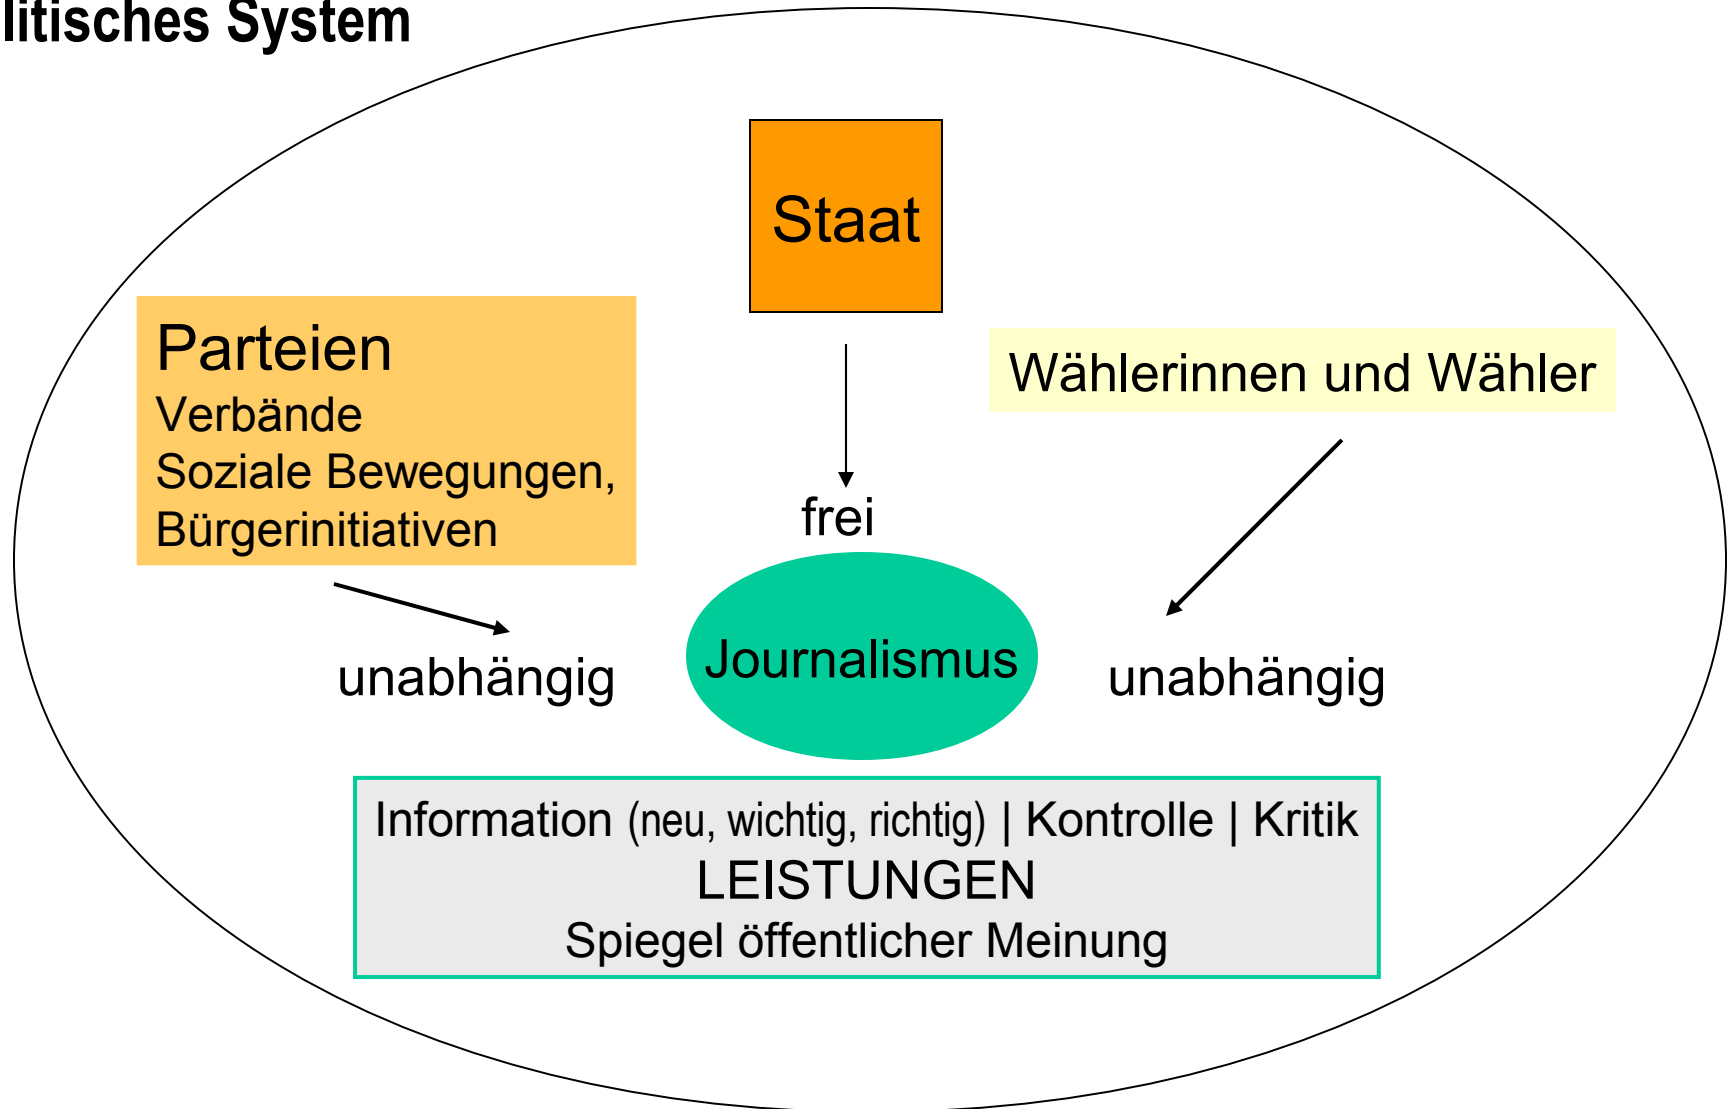 litisches System
Staat
Parteien
Verbände
Soziale Bewegungen,
Bürgerinitiativen
Wählerinnen und Wähler
frei
Journalismus
unabhängig
unabhängig
Information (neu, wichtig, richtig) | Kontrolle | Kritik
LEISTUNGEN
Spiegel öffentlicher Meinung